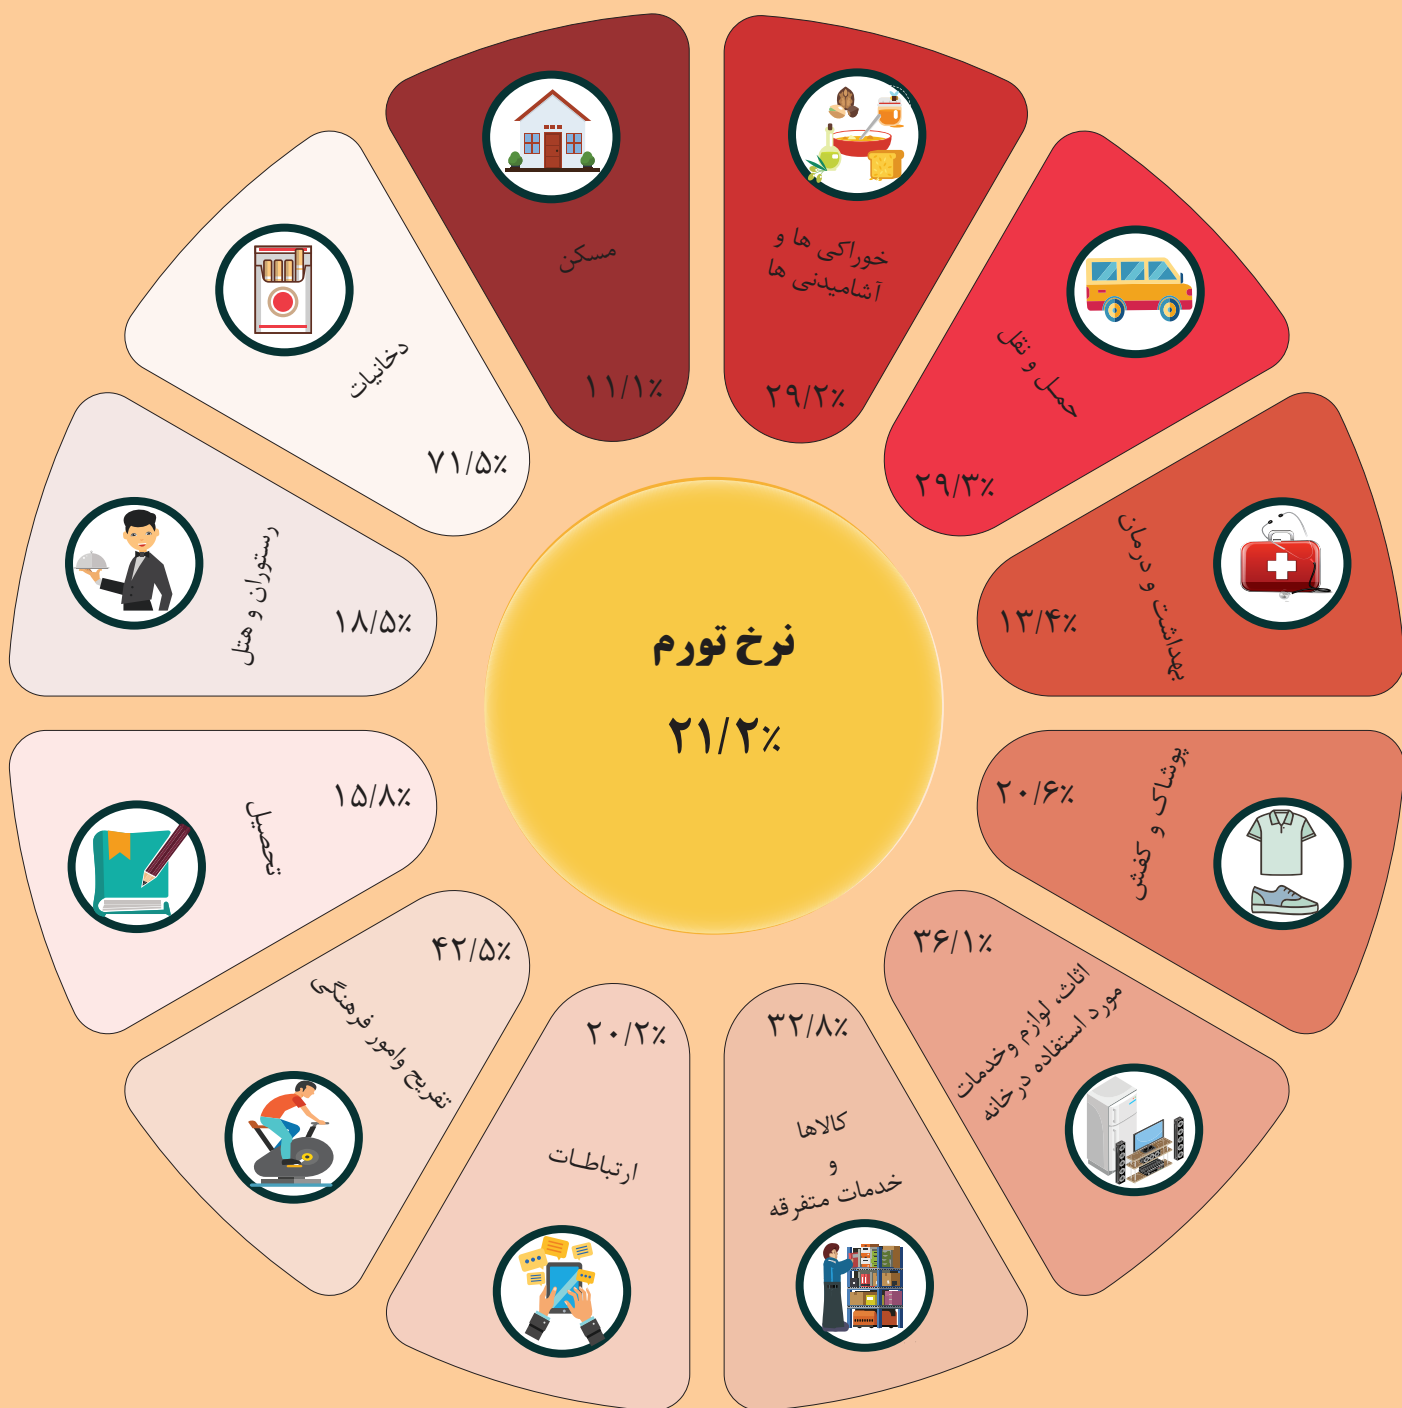 نرخ تورم
۲۱/۲٪
خوراکی ها و
آشامیدنی ها
۲۹/۲٪
حمل و نقل
۲۹/۳٪
بهداشت و درمان
۱۳/۴٪
پوشاک و کفش
۲۰/۶٪
اثاث، لوازم وخدمات
مورد استفاده درخانه
۳۶/۱٪
کالاها
و
خدمات متفرقه
۳۲/۸٪
ارتباطات
۲۰/۲٪
تفریح وامور فرهنگی
۴۲/۵٪
تحصیل
۱۵/۸٪
رستوران و هتل
۱۸/۵٪
دخانیات
۷۱/۵٪
مسکن
۱۱/۱٪